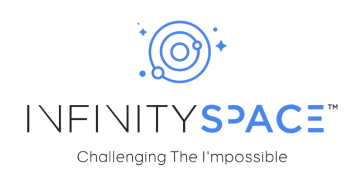 INFINITYSPACE™
Challenging The I'mpossible